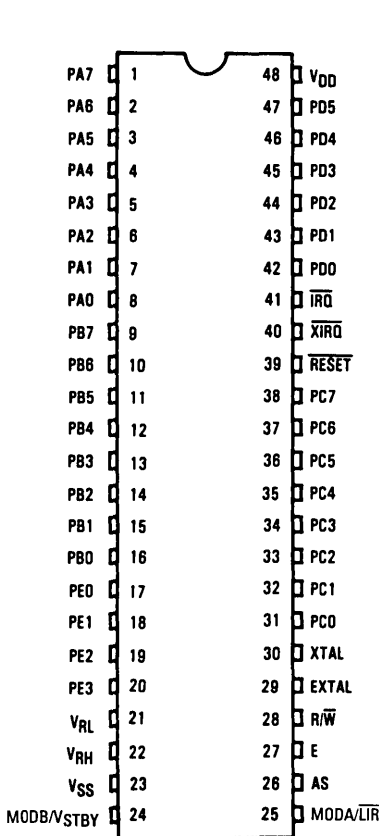 PA7 1 48 VDD
PA6 2 47 PD5
PA5 3 46 PD4
PA4 4 45 PD3
PA3 5 44 PD2
PA2 6 43 PD1
PA1 7 42 PD0
PA0 8 41 I̅R̅Q̅
PB7 9 40 X̅I̅R̅Q̅
PB6 10 39 R̅E̅S̅E̅T̅
PB5 11 38 PC7
PB4 12 37 PC6
PB3 13 36 PC5
PB2 14 35 PC4
PB1 15 34 PC3
PB0 16 33 PC2
PE0 17 32 PC1
PE1 18 31 PC0
PE2 19 30 XTAL
PE3 20 29 EXTAL
VRL 21 28 R/W̅
VRH 22 27 E
VSS 23 26 AS
MODB/VSTBY 24 25 MODA/L̅I̅R̅